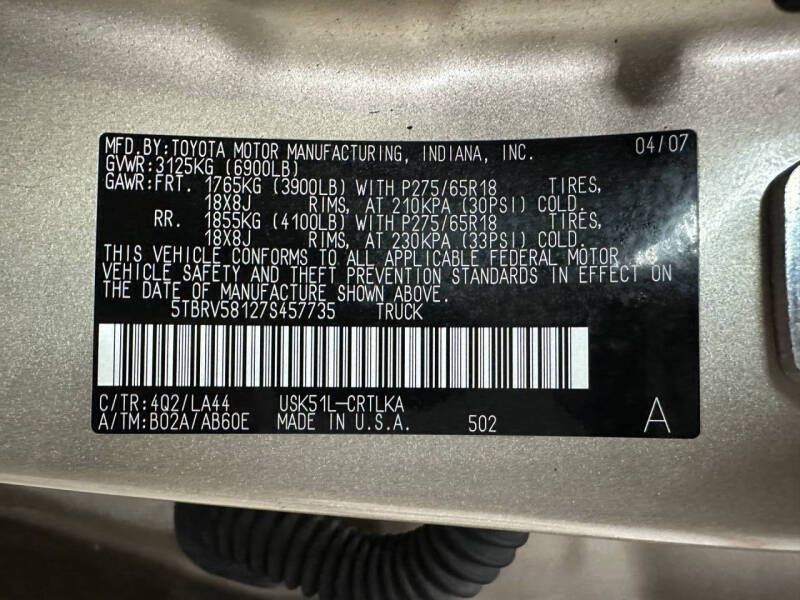 MFD.BY:TOYOTA MOTOR MANUFACTURING, INDIANA, INC. 04/07
GVWR:3125KG (6900LB)
GAWR:FRT. 1765KG (3900LB) WITH P275/65R18 TIRES,
18X8J RIMS, AT 210KPA (30PSI) COLD.
RR. 1855KG (4100LB) WITH P275/65R18 TIRES,
18X8J RIMS, AT 230KPA (33PSI) COLD.
THIS VEHICLE CONFORMS TO ALL APPLICABLE FEDERAL MOTOR
VEHICLE SAFETY AND THEFT PREVENTION STANDARDS IN EFFECT ON
THE DATE OF MANUFACTURE SHOWN ABOVE.
5TBRV58127S457735 TRUCK
C/TR:4Q2/LA44 USK51L-CRTLKA
A/TM:B02A/AB60E MADE IN U.S.A. 502 A